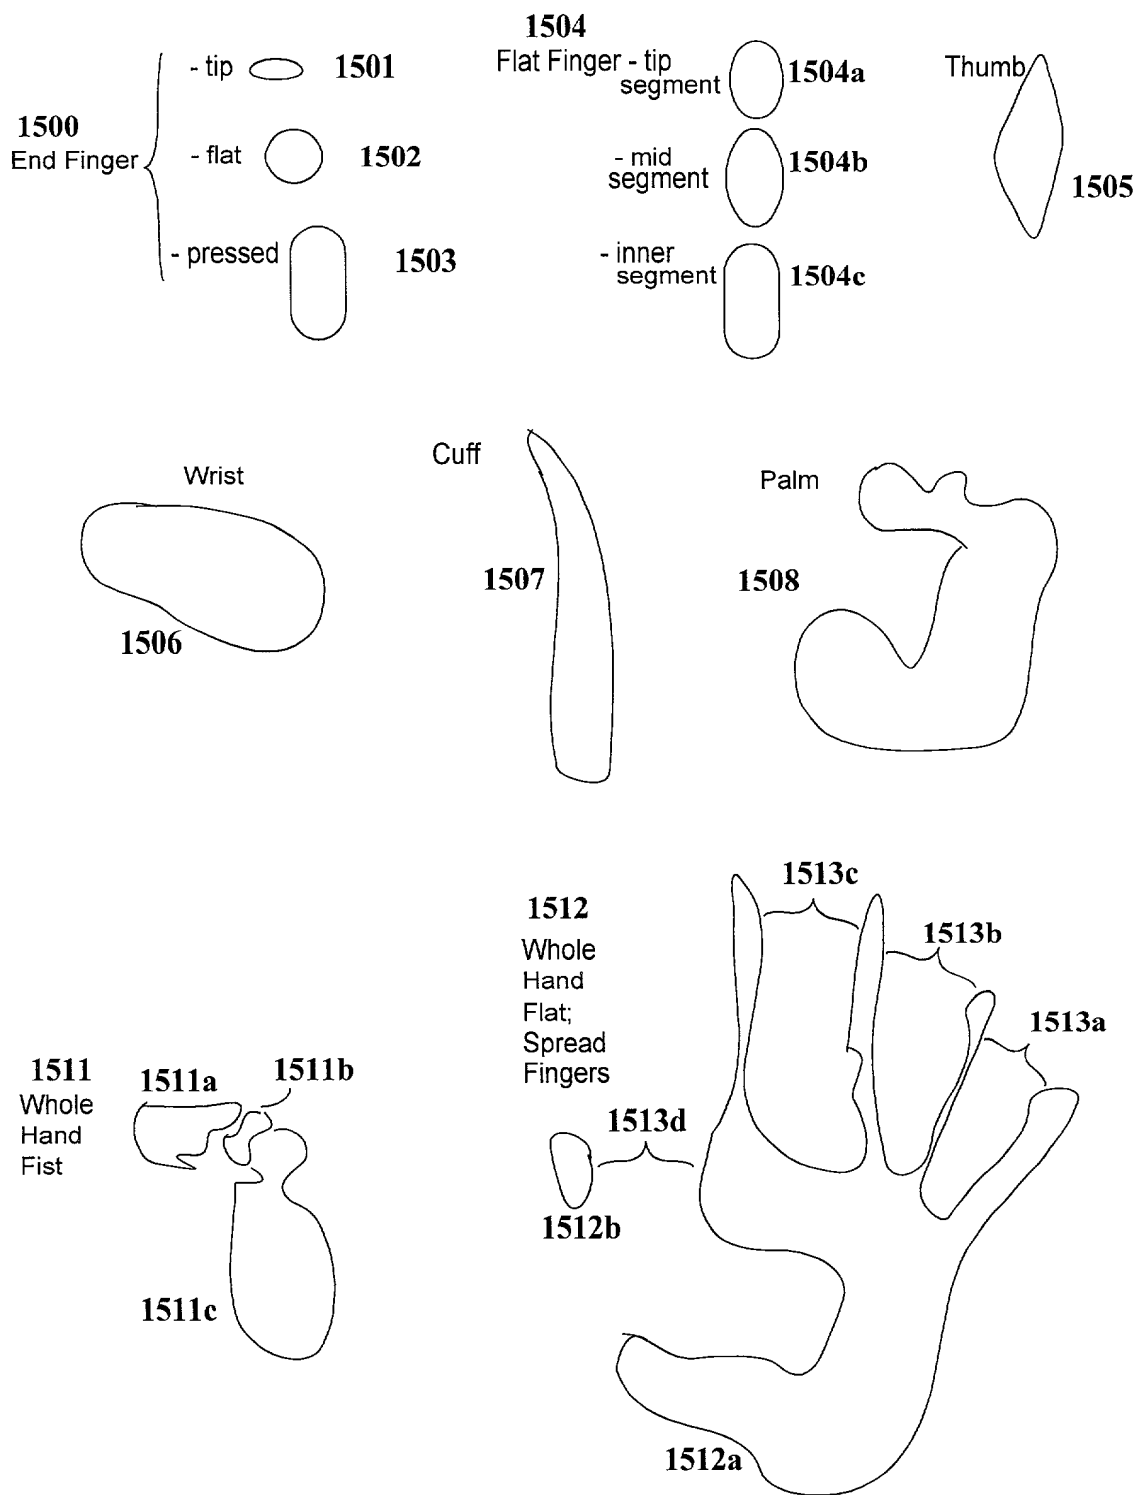 1500
End Finger
- tip
1501
- flat
1502
- pressed
1503
1504
Flat Finger - tip
segment
1504a
- mid
segment
1504b
- inner
segment
1504c
Thumb
1505
Wrist
1506
Cuff
1507
Palm
1508
1511
Whole
Hand
Fist
1511a
1511b
1511c
1512
Whole
Hand
Flat;
Spread
Fingers
1513c
1513b
1513a
1513d
1512b
1512a